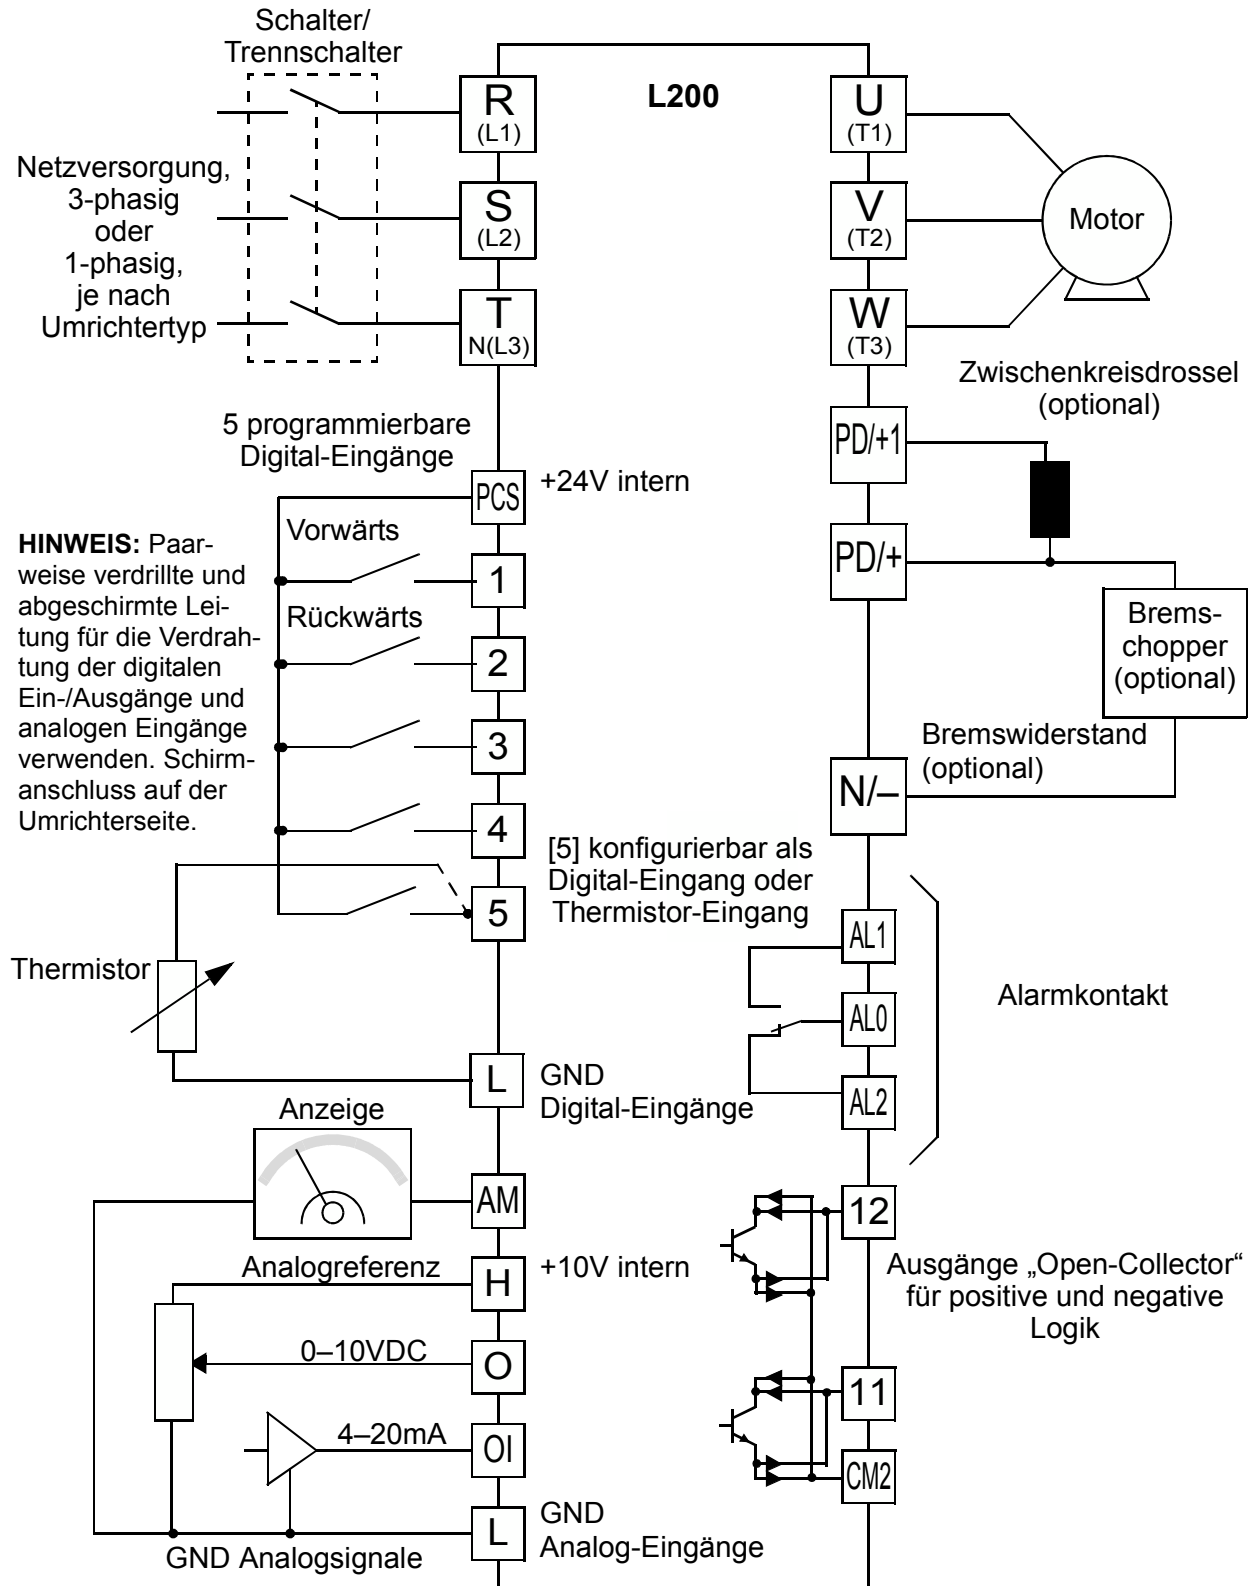 Schalter/
Trennschalter
L200
R
(L1)
U
(T1)
Netzversorgung,
3-phasig
oder
1-phasig,
je nach
Umrichtertyp
S
(L2)
V
(T2)
Motor
T
N(L3)
W
(T3)
Zwischenkreisdrossel
(optional)
5 programmierbare
Digital-Eingänge
PD/+1
PCS
+24V intern
HINWEIS: Paar-
weise verdrillte und
abgeschirmte Lei-
tung für die Verdrah-
tung der digitalen
Ein-/Ausgänge und
analogen Eingänge
verwenden. Schirm-
anschluss auf der
Umrichterseite.
Vorwärts
1
PD/+
Rückwärts
2
Brems-
chopper
(optional)
3
Bremswiderstand
(optional)
N/–
4
[5] konfigurierbar als
Digital-Eingang oder
Thermistor-Eingang
5
AL1
Thermistor
AL0
Alarmkontakt
L
GND
Digital-Eingänge
AL2
Anzeige
AM
12
Analogreferenz
H
+10V intern
Ausgänge „Open-Collector“
für positive und negative
Logik
0–10VDC
O
11
4–20mA
OI
CM2
L
GND
Analog-Eingänge
GND Analogsignale